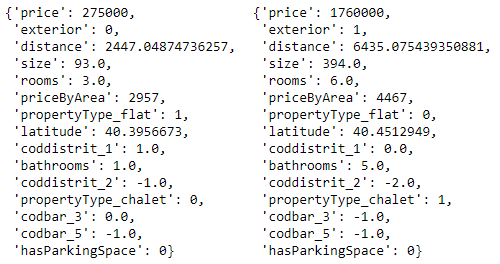 {'price': 275000,
'exterior': 0,
'distance': 2447.04874736257,
'size': 93.0,
'rooms': 3.0,
'priceByArea': 2957,
'propertyType_flat': 1,
'latitude': 40.3956673,
'coddistrit_1': 1.0,
'bathrooms': 1.0,
'coddistrit_2': -1.0,
'propertyType_chalet': 0,
'codbar_3': 0.0,
'codbar_5': -1.0,
'hasParkingSpace': 0}
{'price': 1760000,
'exterior': 1,
'distance': 6435.075439350881,
'size': 394.0,
'rooms': 6.0,
'priceByArea': 4467,
'propertyType_flat': 0,
'latitude': 40.4512949,
'coddistrit_1': 0.0,
'bathrooms': 5.0,
'coddistrit_2': -2.0,
'propertyType_chalet': 1,
'codbar_3': -1.0,
'codbar_5': -1.0,
'hasParkingSpace': 0}